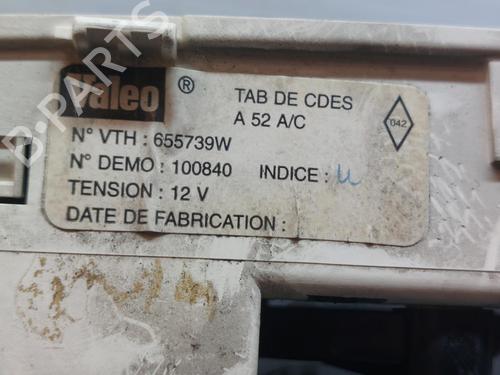 Valeo ® TAB DE CDES
A 52 A/C
042
N° VTH : 655739W
N° DEMO : 100840 INDICE : u
TENSION : 12 V
DATE DE FABRICATION :
B-PARTS